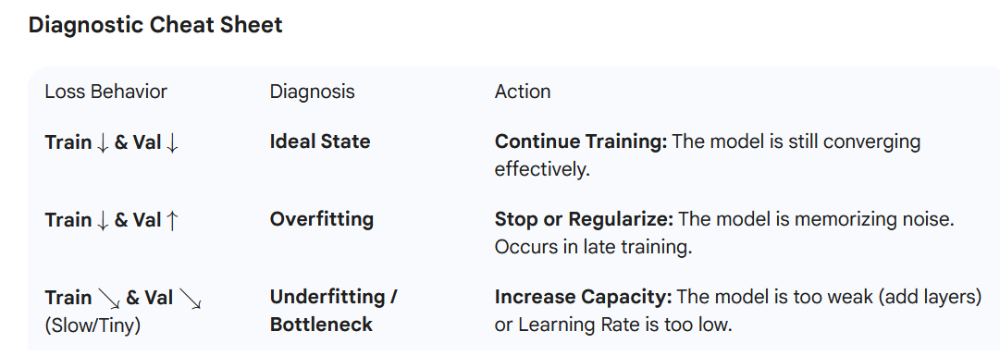 Diagnostic Cheat Sheet
Loss Behavior Diagnosis Action
Train ↓ & Val ↓ Ideal State Continue Training: The model is still converging
effectively.
Train ↓ & Val ↑ Overfitting Stop or Regularize: The model is memorizing noise.
Occurs in late training.
Train ↘ & Val ↘ Underfitting / Increase Capacity: The model is too weak (add layers)
(Slow/Tiny) Bottleneck or Learning Rate is too low.